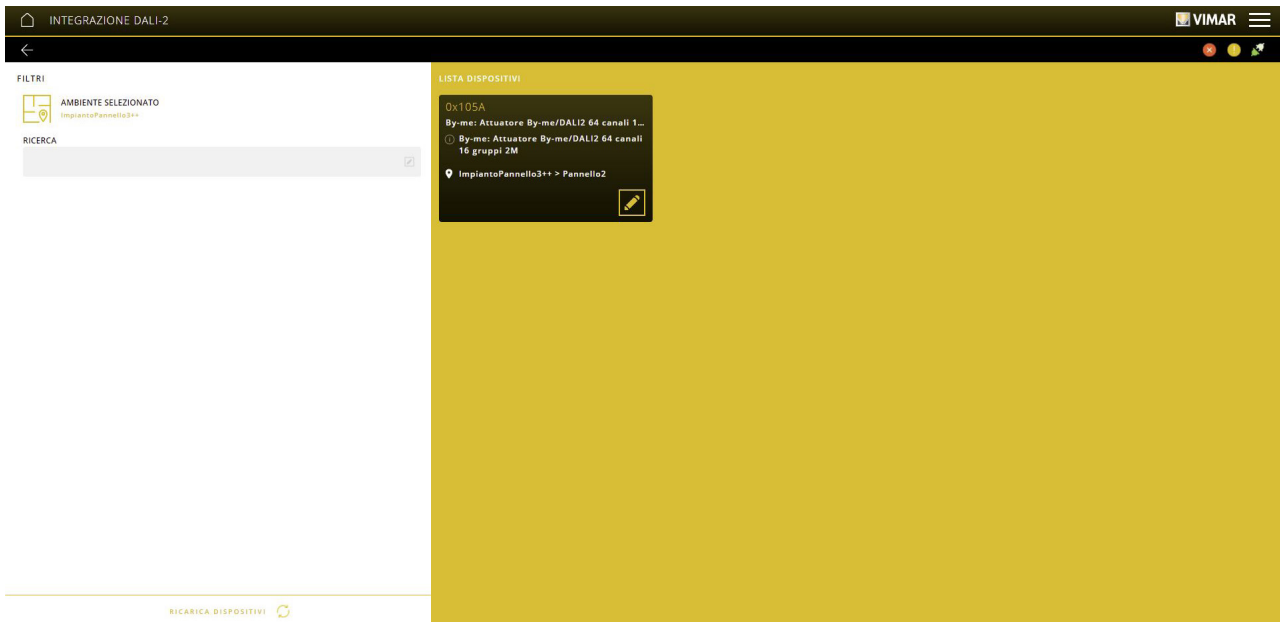 INTEGRAZIONE DALI-2
VIMAR
FILTRI
AMBIENTE SELEZIONATO
ImpiantoPannello3++
RICERCA
RICARICA DISPOSITIVI
LISTA DISPOSITIVI
0x105A
By-me: Attuatore By-me/DALI2 64 canali 1...
By-me: Attuatore By-me/DALI2 64 canali
16 gruppi 2M
ImpiantoPannello3++ > Pannello2